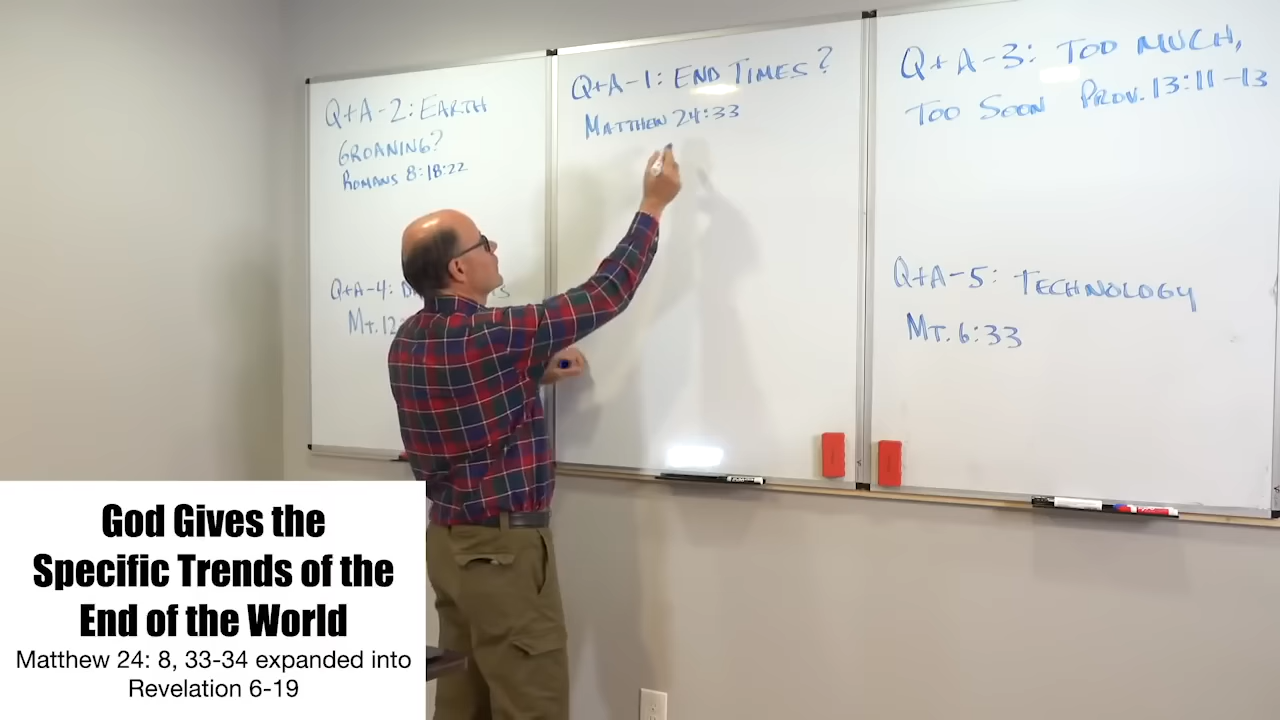 Q+A-2: EARTH
GROANING?
ROMANS 8:18:22
Q+A-4:
MT. 12
Q+A-1: END TIMES?
MATTHEW 24:33
Q+A-3: TOO MUCH,
TOO SOON PROV. 13:11-13
Q+A-5: TECHNOLOGY
MT. 6:33
God Gives the
Specific Trends of the
End of the World
Matthew 24: 8, 33-34 expanded into
Revelation 6-19